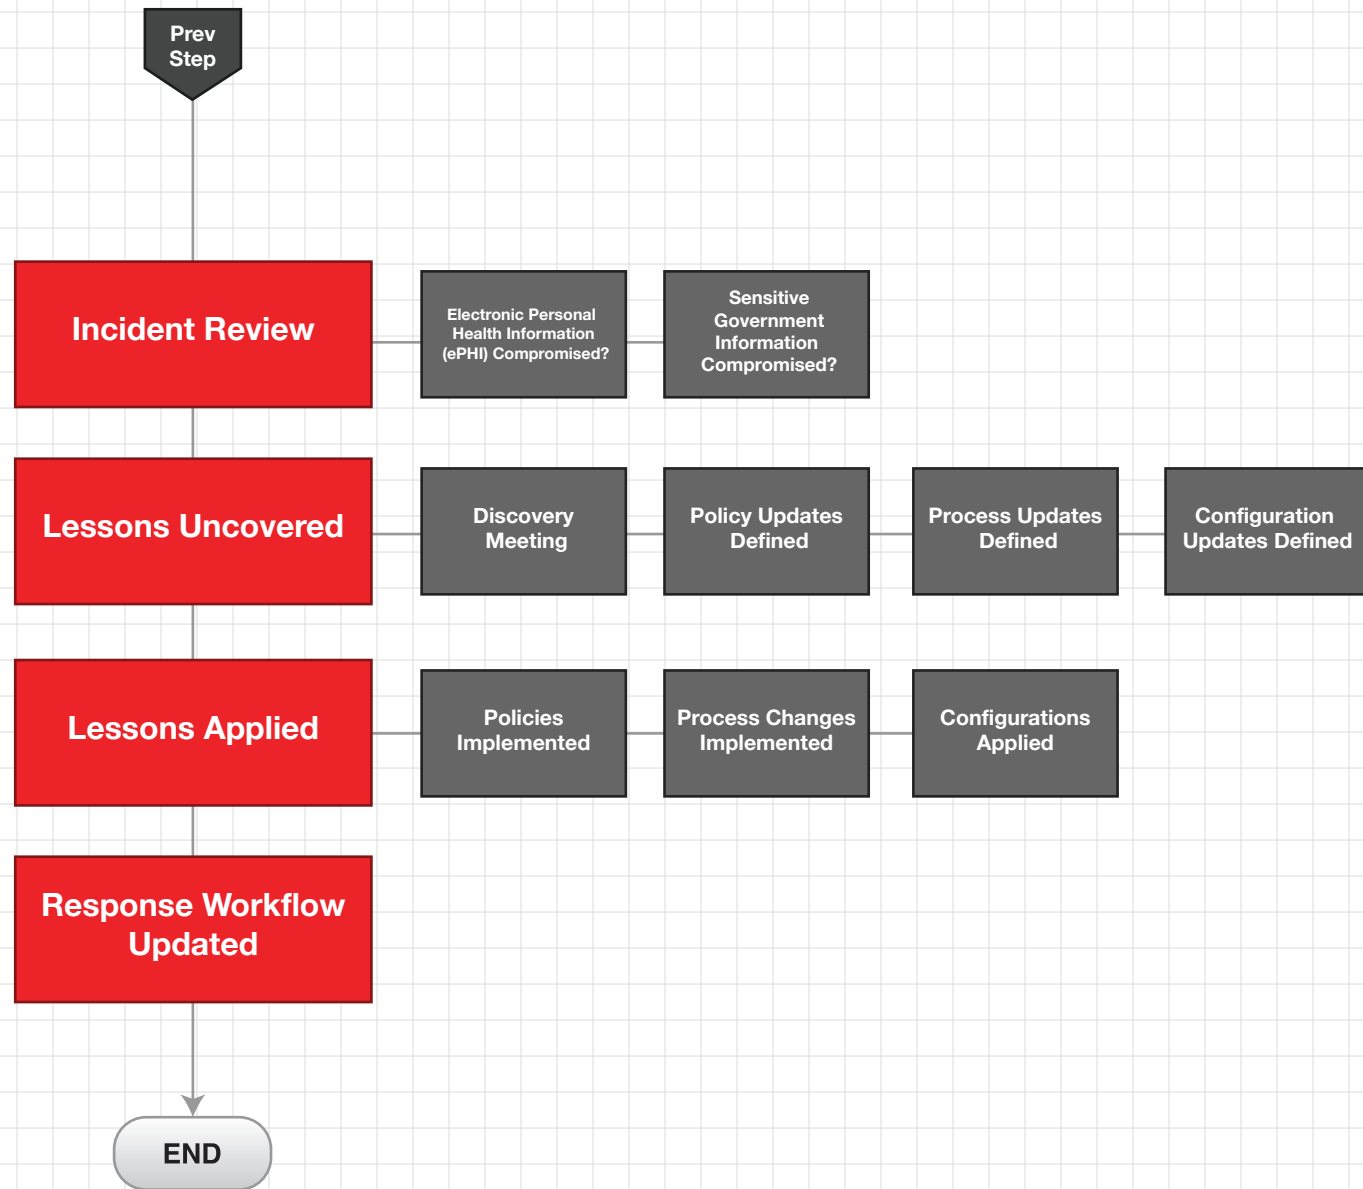 Prev
Step
Incident Review
Electronic Personal
Health Information
(ePHI) Compromised?
Sensitive
Government
Information
Compromised?
Lessons Uncovered
Discovery
Meeting
Policy Updates
Defined
Process Updates
Defined
Configuration
Updates Defined
Lessons Applied
Policies
Implemented
Process Changes
Implemented
Configurations
Applied
Response Workflow
Updated
END